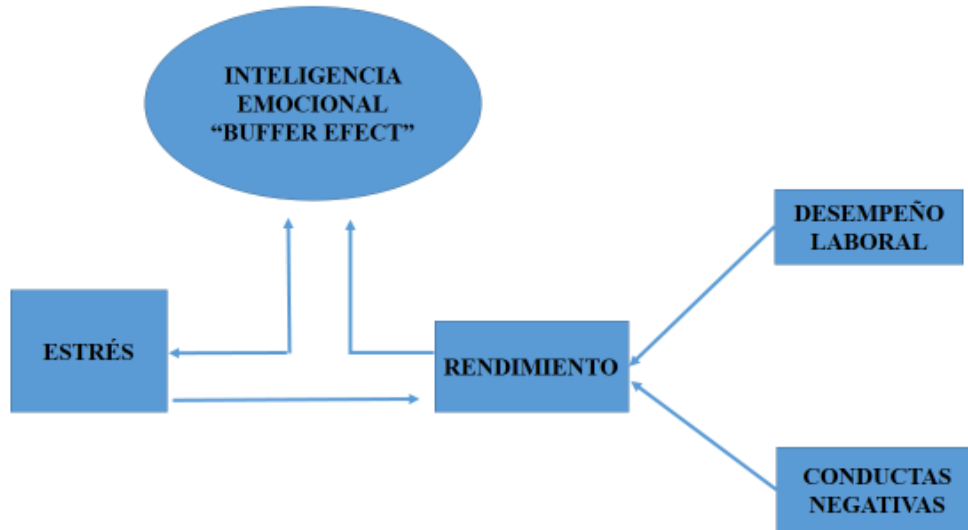 INTELIGENCIA
EMOCIONAL
“BUFFER EFECT”
DESEMPEÑO
LABORAL
ESTRÉS
RENDIMIENTO
CONDUCTAS
NEGATIVAS